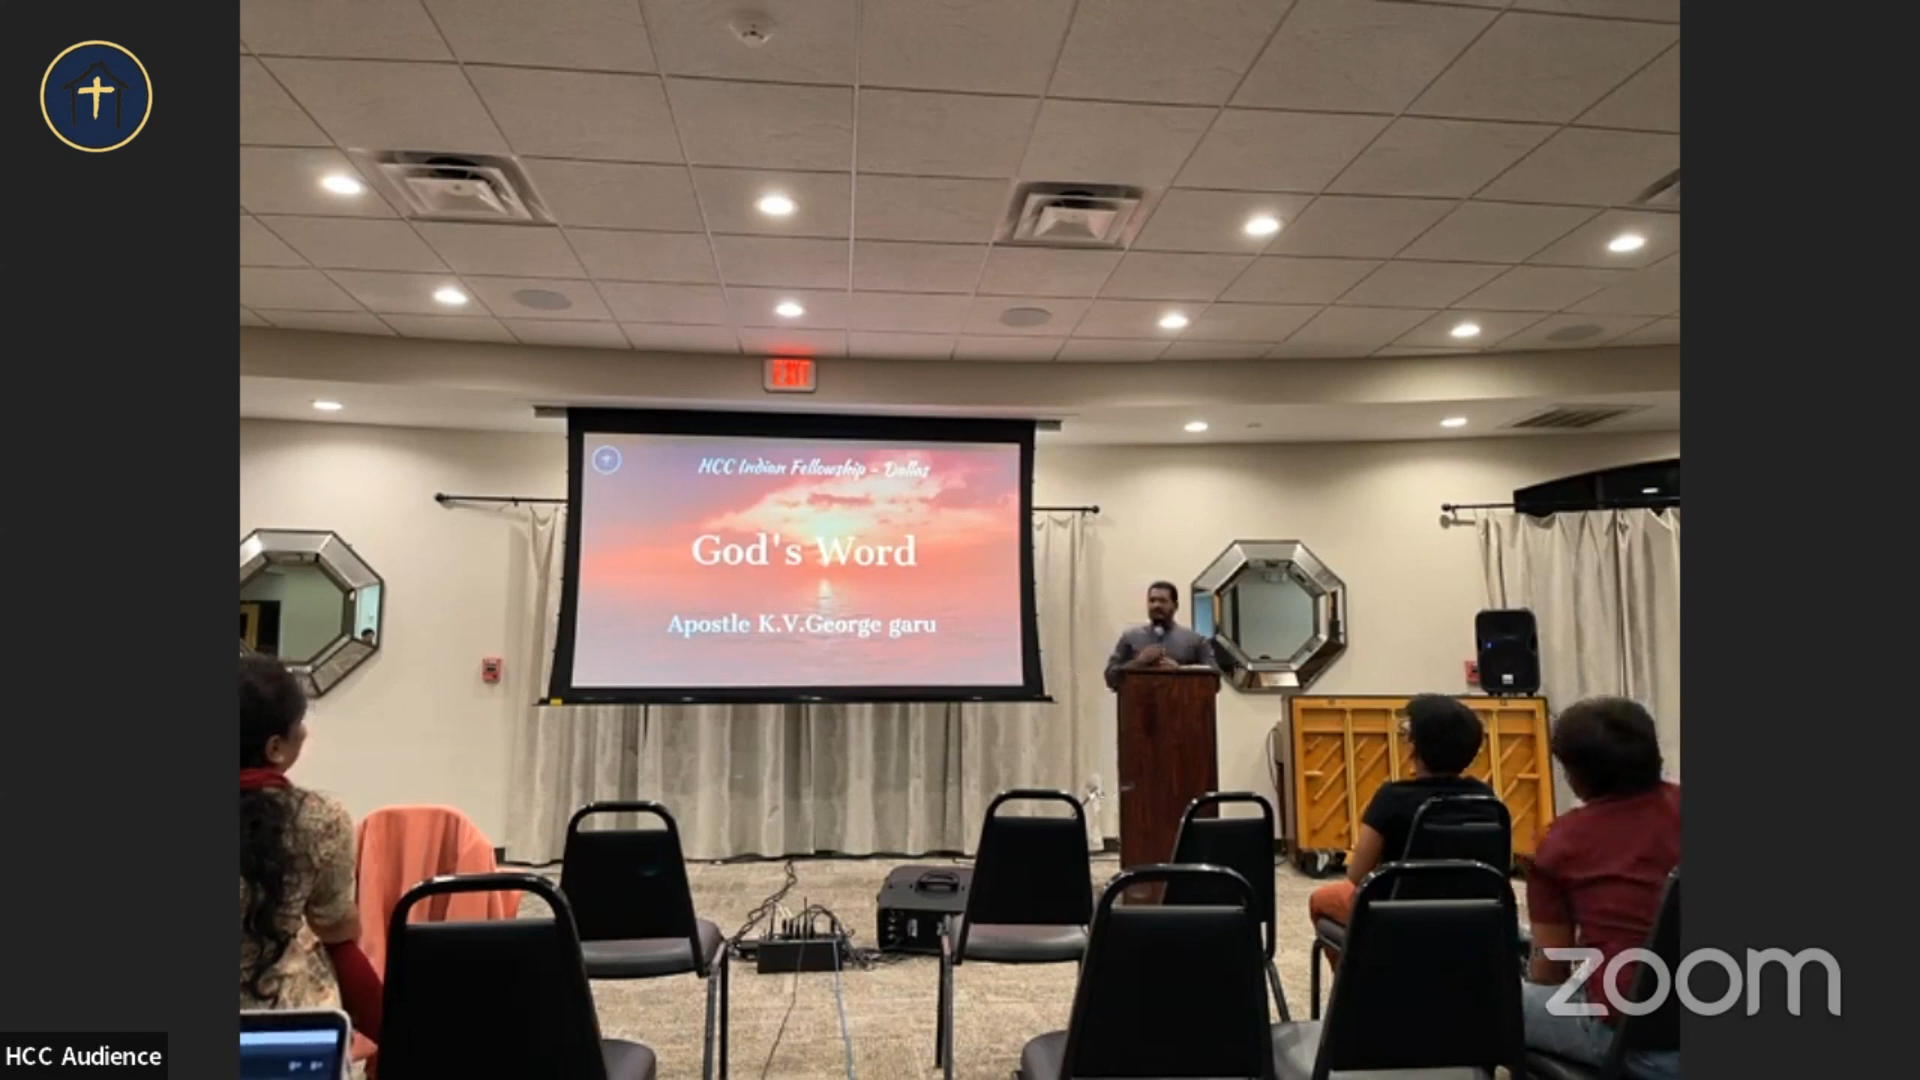 EXIT
HCC Indian Fellowship - Dallas
God's Word
Apostle K.V.George garu
zoom
HCC Audience